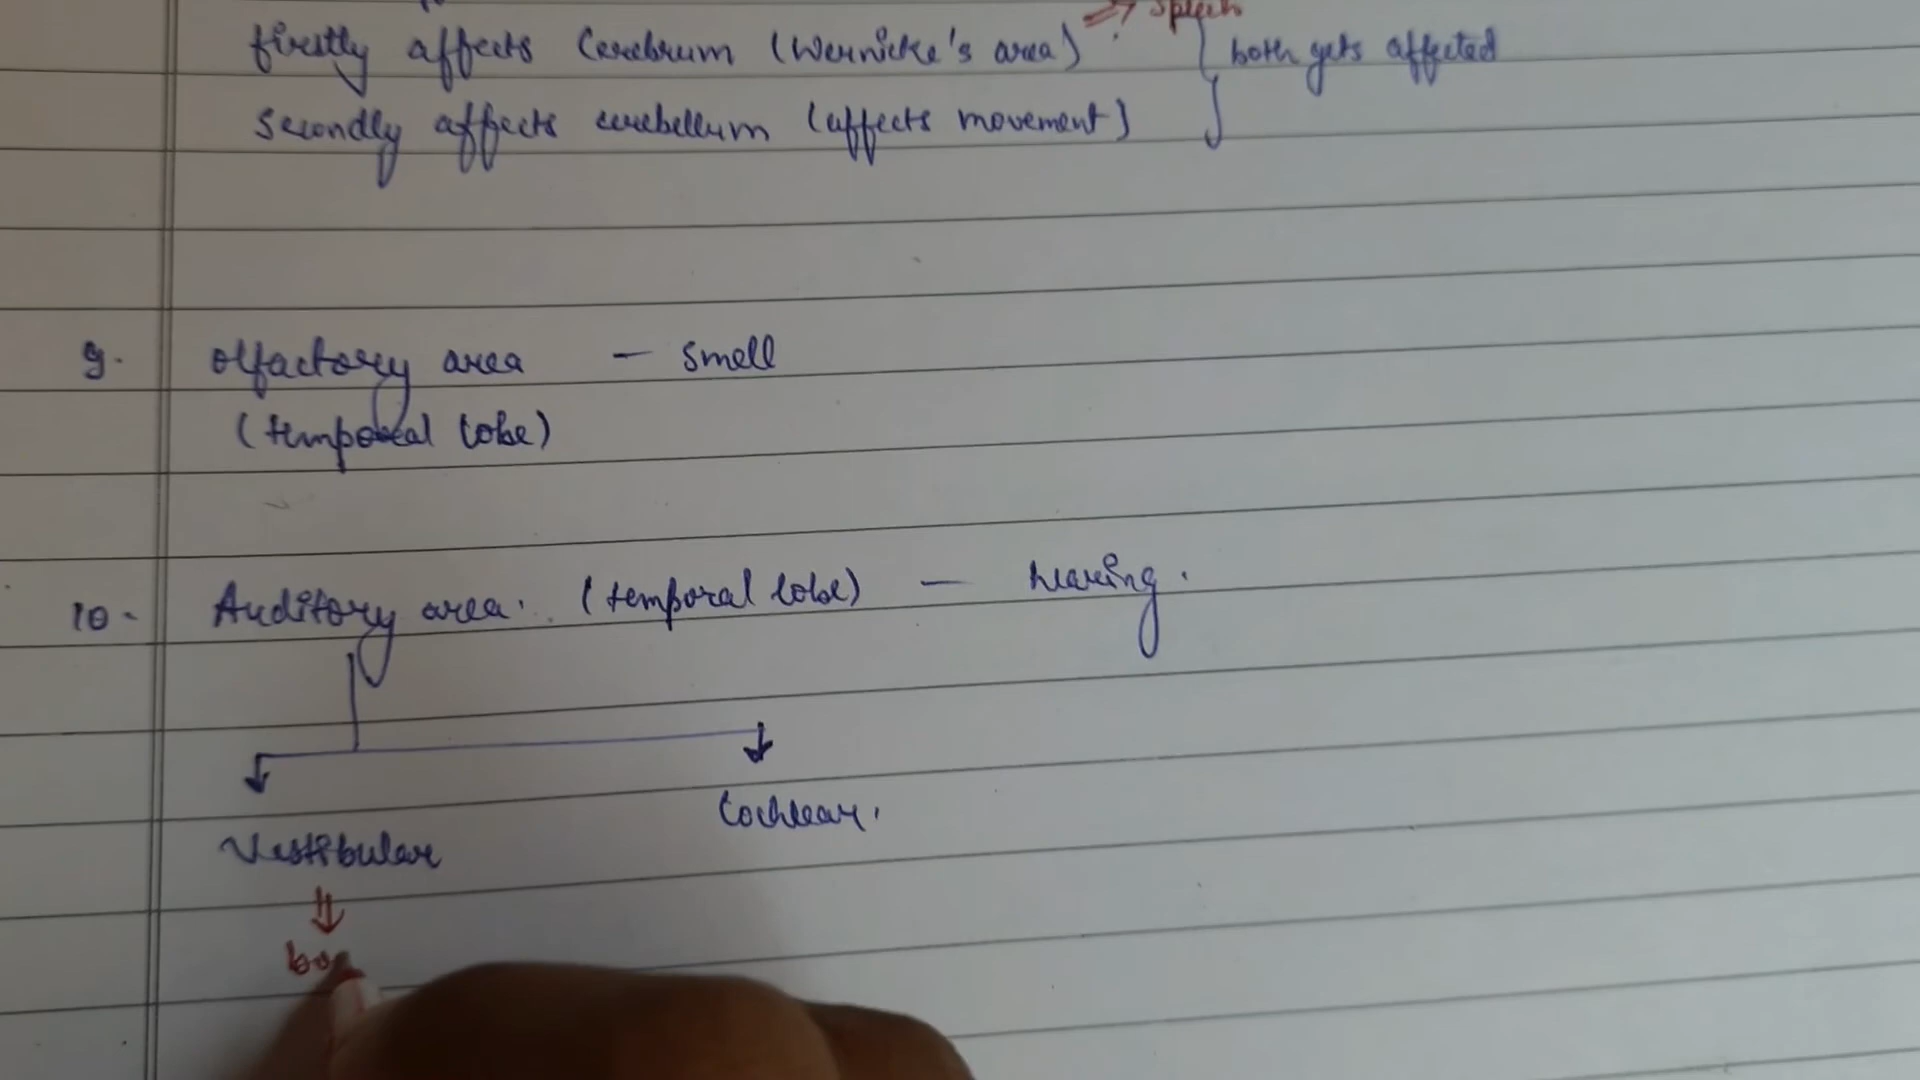 speech
firstly affects Cerebrum (Wernicke's area) both gets affected
secondly affects cerebellum (affects movement)
9. olfactory area - smell
(temporal lobe)
10. Auditory area. (temporal lobe) - hearing.
Vestibular Cochlear.